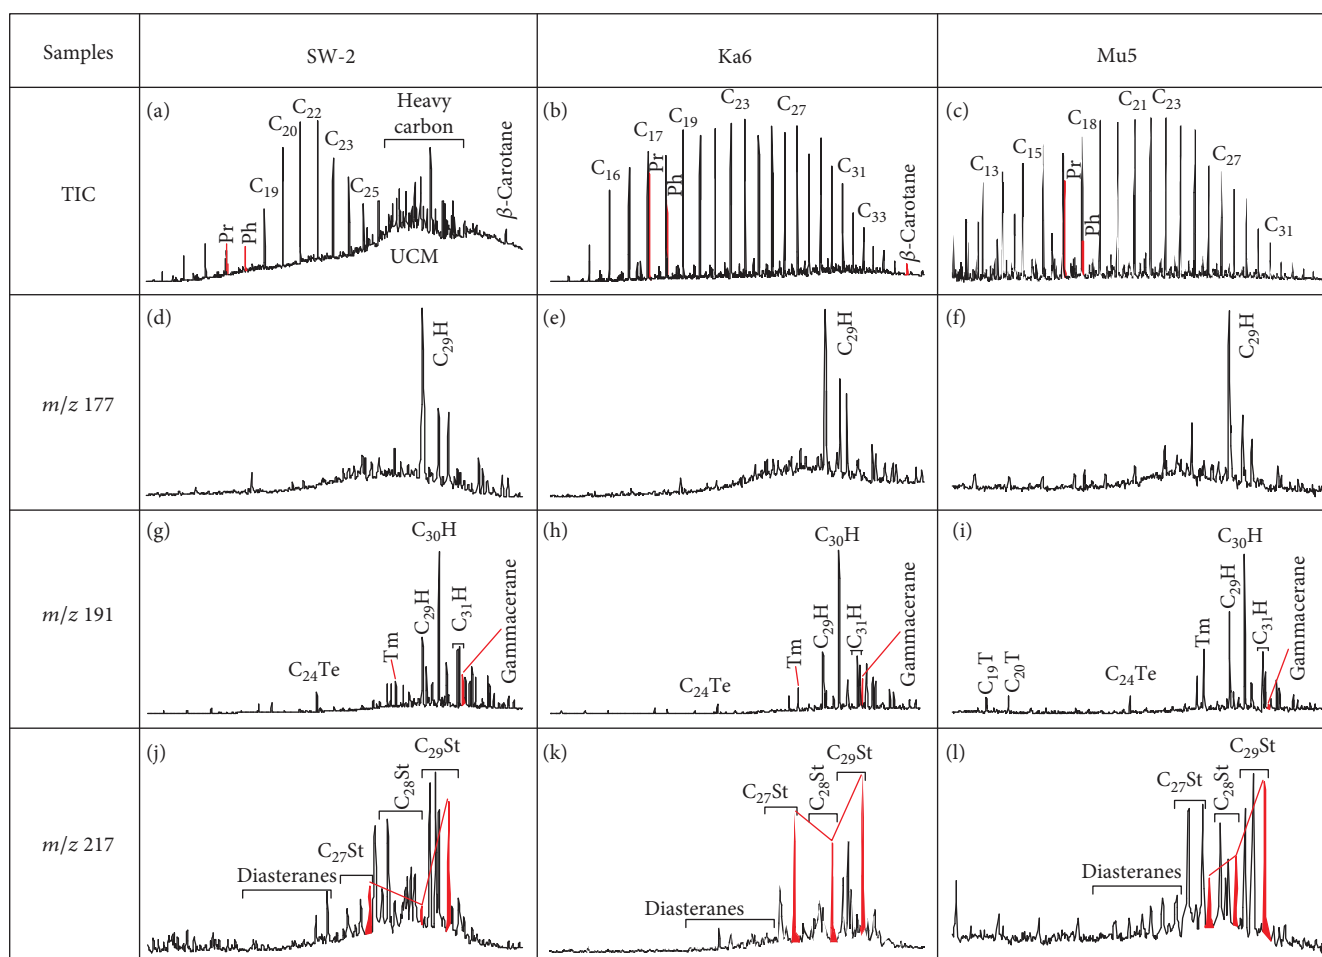 Samples
SW-2
Ka6
Mu5
TIC
(a)
Pr
Ph
C19
C20
C22
C23
C25
Heavy
carbon
UCM
β-Carotane
(b)
C16
C17
Pr
Ph
C19
C23
C27
C31
C33
β-Carotane
(c)
C13
C15
Pr
C18
Ph
C21
C23
C27
C31
m/z 177
(d)
C29H
(e)
C29H
(f)
C29H
m/z 191
(g)
C24Te
Tm
C29H
C30H
C31H
Gammacerane
(h)
C24Te
Tm
C29H
C30H
C31H
Gammacerane
(i)
C19T
C20T
C24Te
Tm
C29H
C30H
C31H
Gammacerane
m/z 217
(j)
Diasteranes
C27St
C28St
C29St
(k)
Diasteranes
C27St
C28St
C29St
(l)
Diasteranes
C27St
C28St
C29St